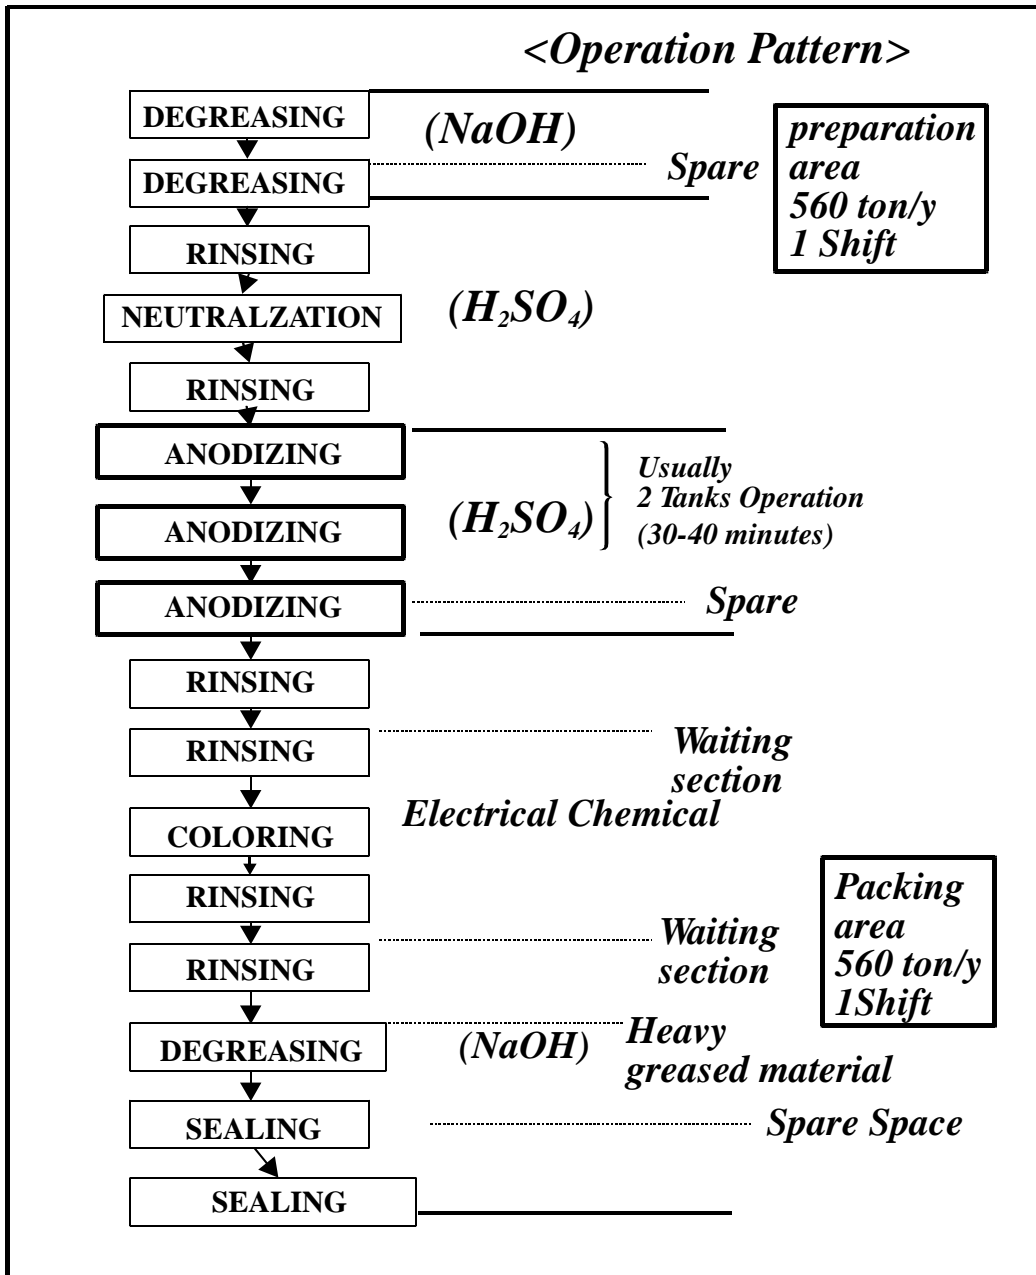 <Operation Pattern>
DEGREASING
(NaOH)
preparation
area
560 ton/y
1 Shift
DEGREASING
Spare
RINSING
NEUTRALZATION
(H₂SO₄)
RINSING
ANODIZING
ANODIZING
(H₂SO₄)
Usually
2 Tanks Operation
(30-40 minutes)
ANODIZING
Spare
RINSING
RINSING
Waiting
section
COLORING
Electrical Chemical
RINSING
RINSING
Waiting
section
Packing
area
560 ton/y
1Shift
DEGREASING
(NaOH)
Heavy
greased material
SEALING
Spare Space
SEALING